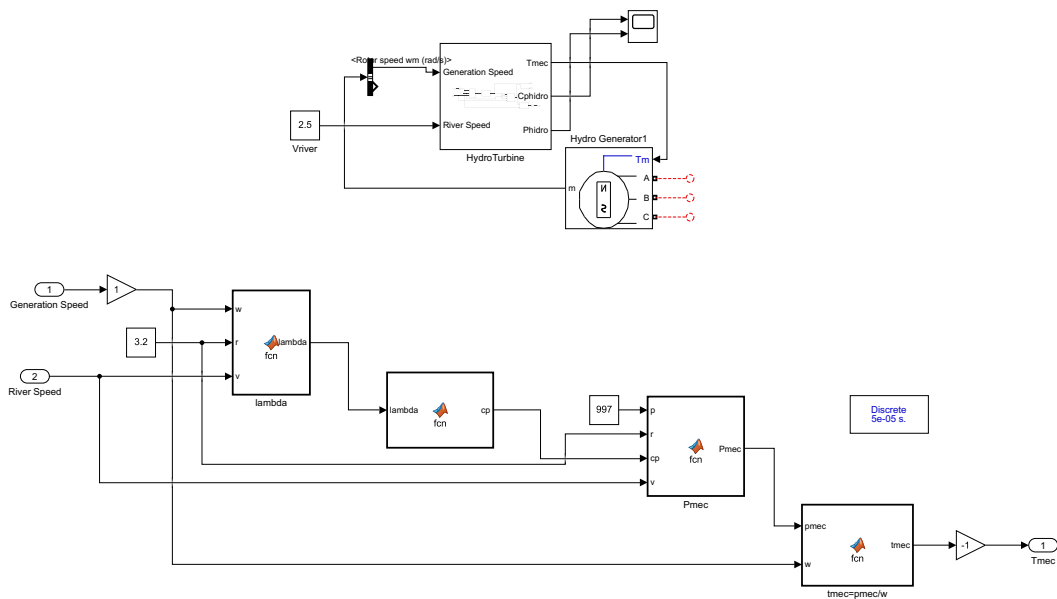 <Rotor speed wm (rad/s)>
Generation Speed
River Speed
Tmec
Cphidro
Phidro
HydroTurbine
2.5
Vriver
Hydro Generator1
Tm
m
A
B
C
N
S
1
Generation Speed
1
3.2
2
River Speed
w
r
v
lambda
fcn
lambda
lambda
fcn
cp
997
p
r
cp
v
Pmec
fcn
Pmec
Discrete
5e-05 s.
pmec
w
tmec
fcn
tmec=pmec/w
-1
1
Tmec